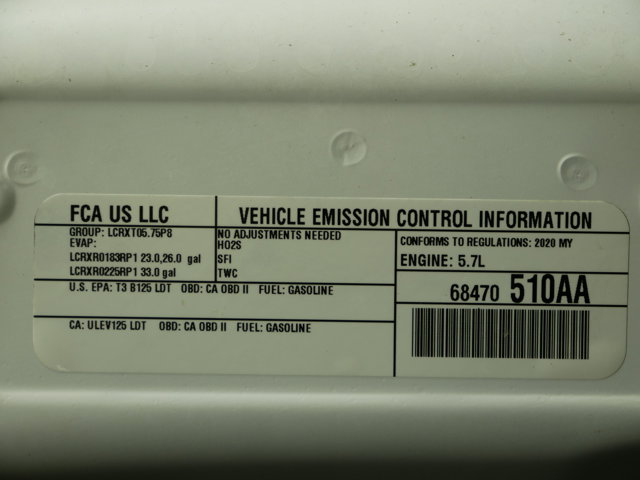 FCA US LLC
VEHICLE EMISSION CONTROL INFORMATION
GROUP: LCRXT05.75P8
EVAP:
LCRXR0183RP1 23.0,26.0 gal
LCRXR0225RP1 33.0 gal
NO ADJUSTMENTS NEEDED
HO2S
SFI
TWC
CONFORMS TO REGULATIONS: 2020 MY
ENGINE: 5.7L
U.S. EPA: T3 B125 LDT OBD: CA OBD II FUEL: GASOLINE
CA: ULEV125 LDT OBD: CA OBD II FUEL: GASOLINE
68470 510AA